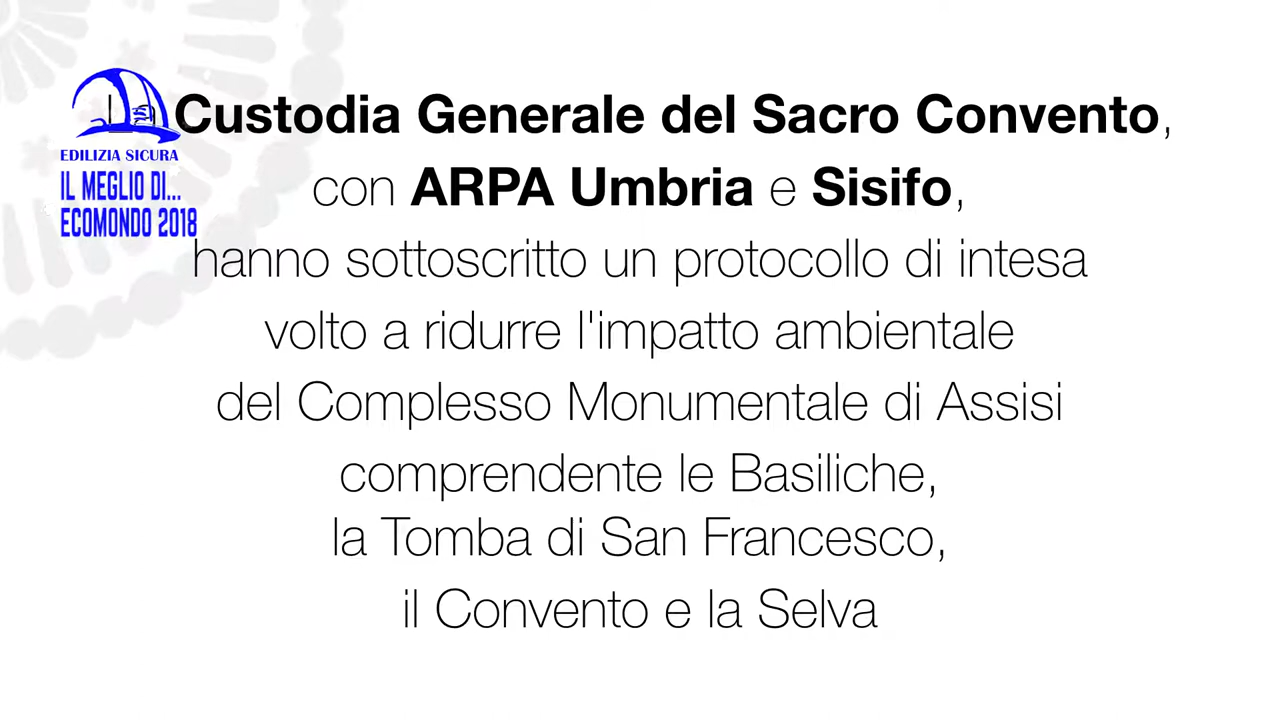 Custodia Generale del Sacro Convento,
con ARPA Umbria e Sisifo,
hanno sottoscritto un protocollo di intesa
volto a ridurre l'impatto ambientale
del Complesso Monumentale di Assisi
comprendente le Basiliche,
la Tomba di San Francesco,
il Convento e la Selva
EDILIZIA SICURA
IL MEGLIO DI...
ECOMONDO 2018